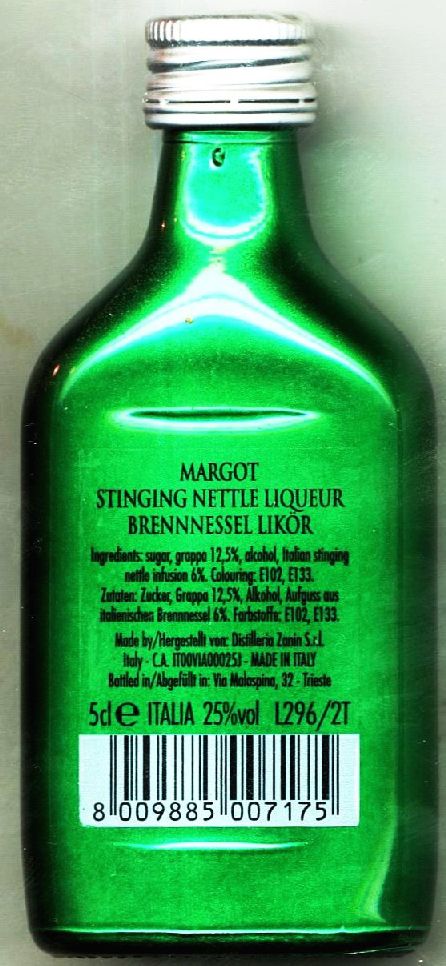 MARGOT
STINGING NETTLE LIQUEUR
BRENNNESSEL LIKÖR
Ingredients: sugar, grappa 12,5%, alcohol, Italian stinging
nettle infusion 6%. Colouring: E102, E133.
Zutaten: Zucker, Grappa 12,5%, Alkohol, Aufguss aus
italienischen Brennnessel 6%. Farbstoffa: E102, E133.
Made by/Hergestellt von: Distilleria Zanin S.r.l.
Italy - C.A. IT00VIA00025J - MADE IN ITALY
Bottled in/Abgefüllt in: Via Malaspina, 32 - Trieste
5cl e ITALIA 25%vol L296/2T
8 009885 007175